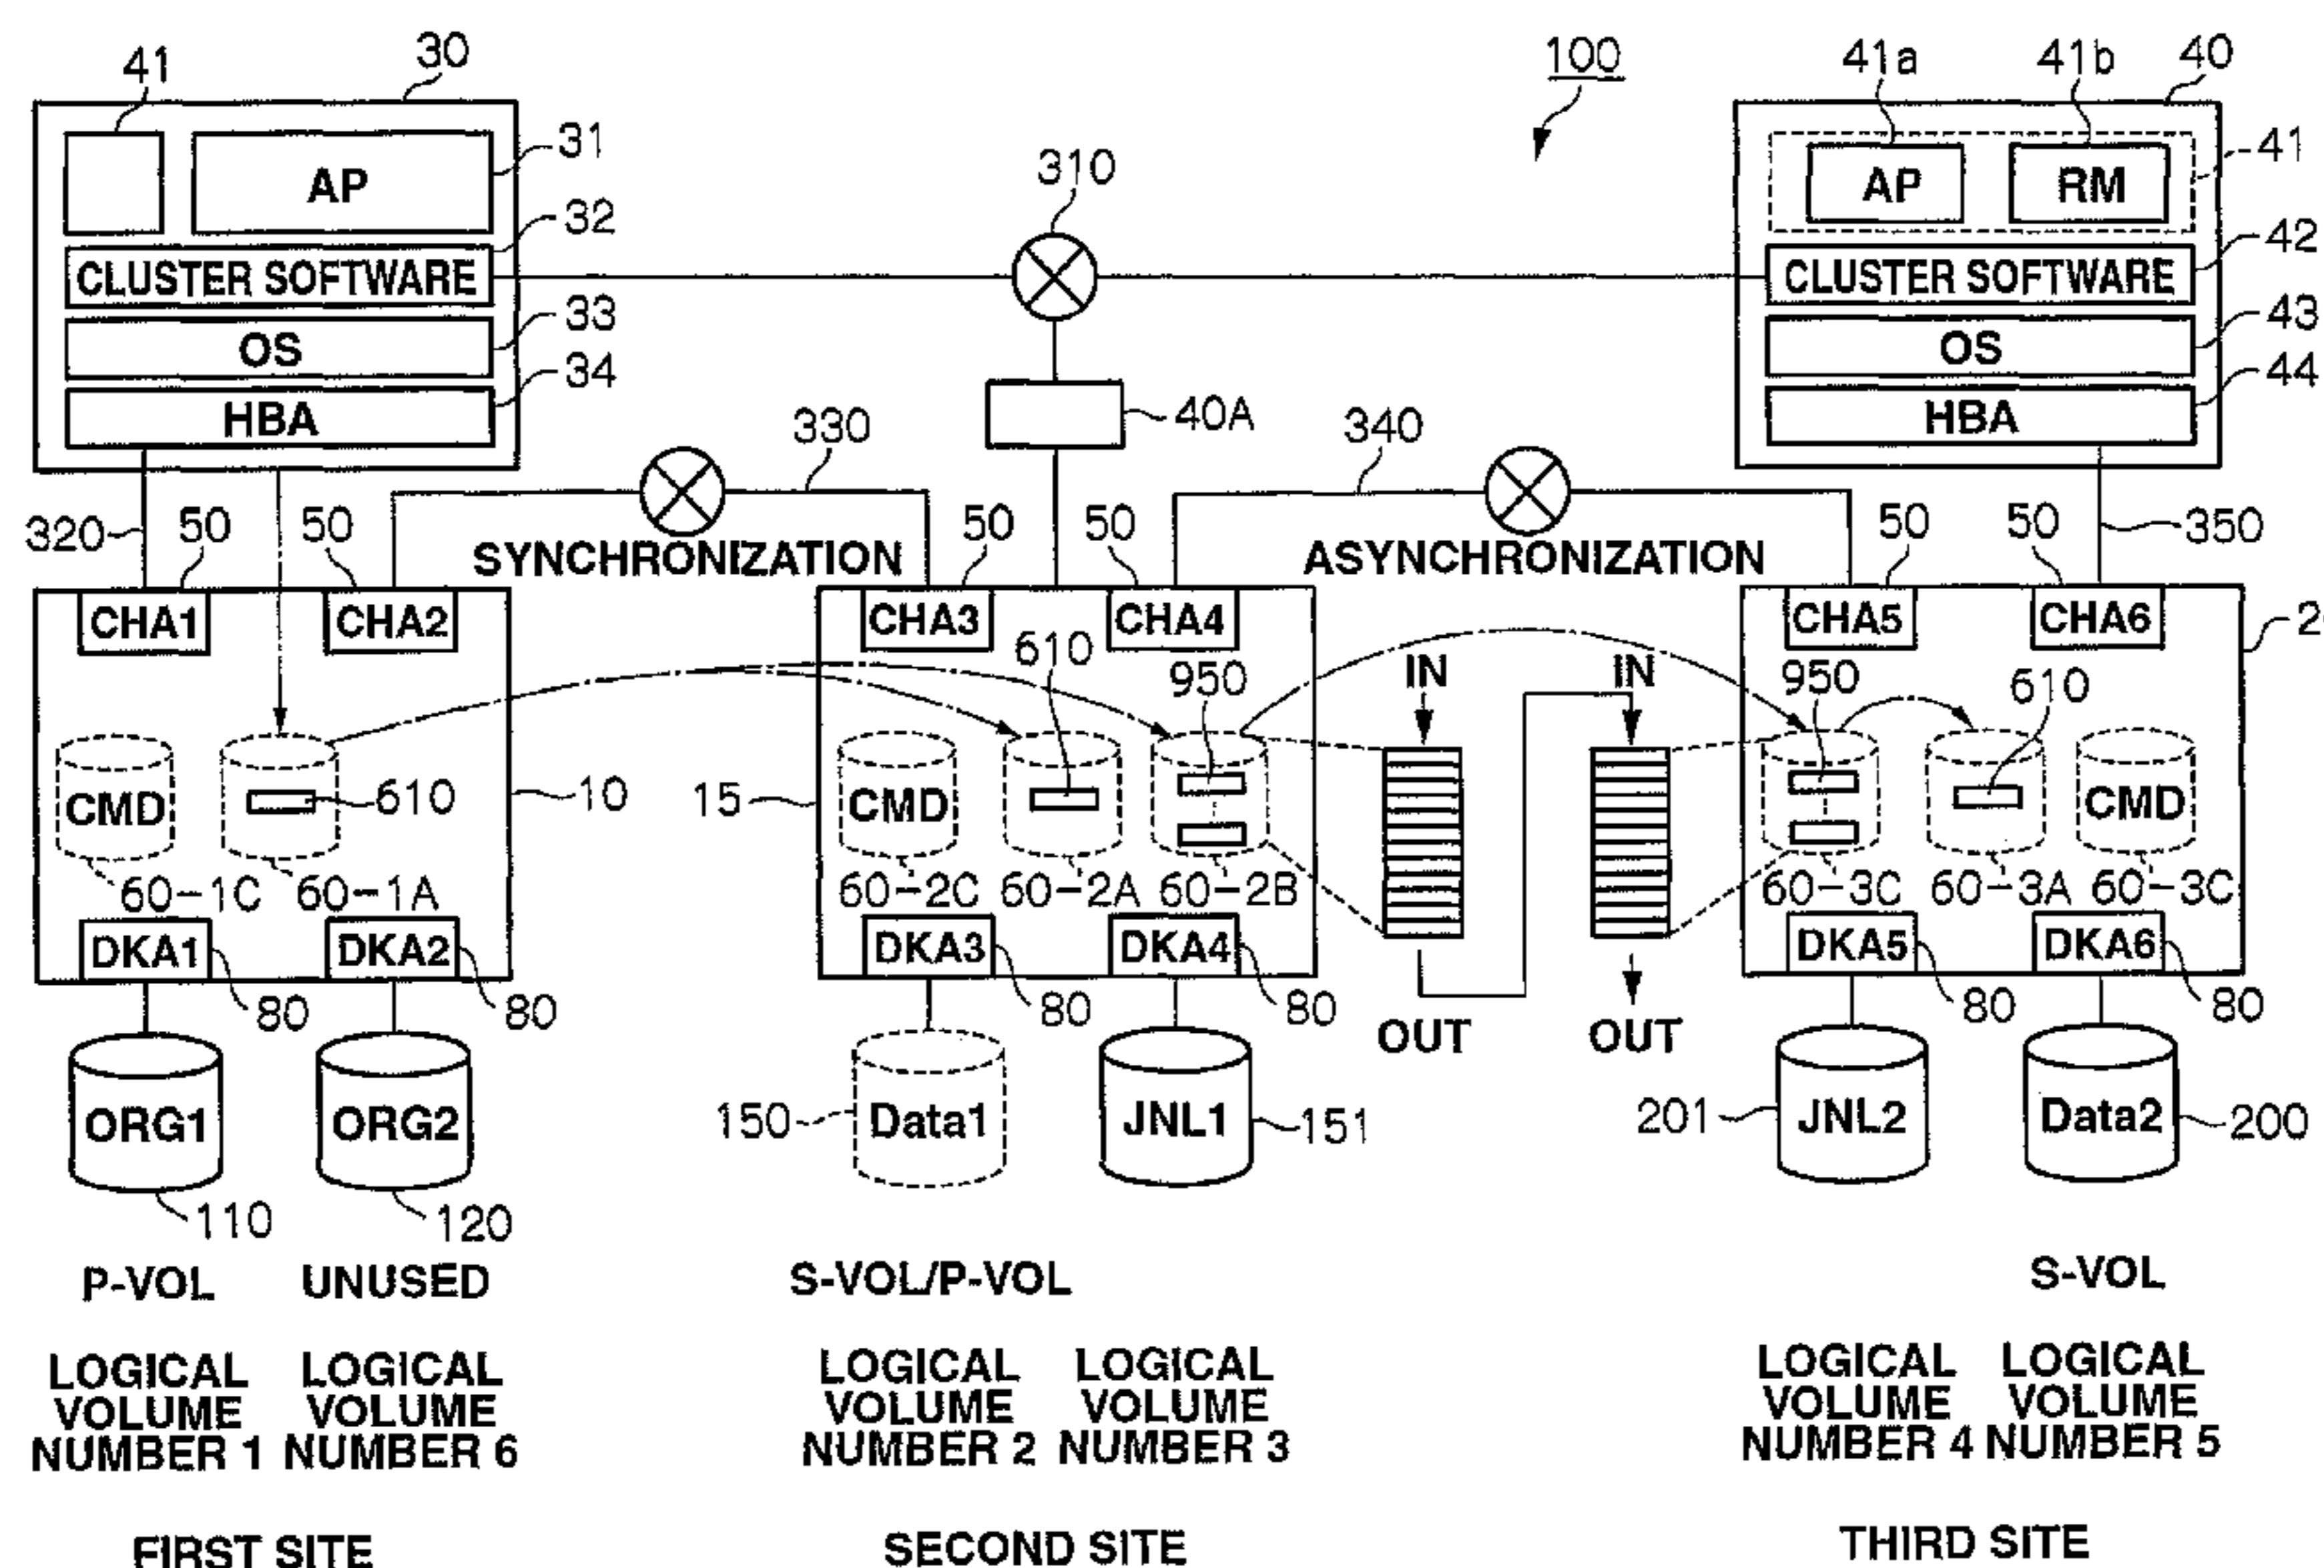 41
30
100
41a
41b
40
AP
31
310
AP
RM
41
32
CLUSTER SOFTWARE
CLUSTER SOFTWARE
42
33
OS
OS
43
34
HBA
40A
HBA
44
330
340
320
50
50
SYNCHRONIZATION
50
50
ASYNCHRONIZATION
50
50
350
CHA1
CHA2
CHA3
CHA4
CHA5
CHA6
610
950
IN
IN
950
610
CMD
610
10
15
CMD
CMD
60-1C
60-1A
60-2C
60-2A
60-2B
60-3C
60-3A
60-3C
DKA1
DKA2
DKA3
DKA4
DKA5
DKA6
80
80
80
80
80
80
OUT
OUT
ORG1
ORG2
150
Data1
JNL1
151
201
JNL2
Data2
200
110
120
P-VOL
UNUSED
S-VOL/P-VOL
S-VOL
LOGICAL VOLUME NUMBER 1
LOGICAL VOLUME NUMBER 6
LOGICAL VOLUME NUMBER 2
LOGICAL VOLUME NUMBER 3
LOGICAL VOLUME NUMBER 4
LOGICAL VOLUME NUMBER 5
FIRST SITE
SECOND SITE
THIRD SITE